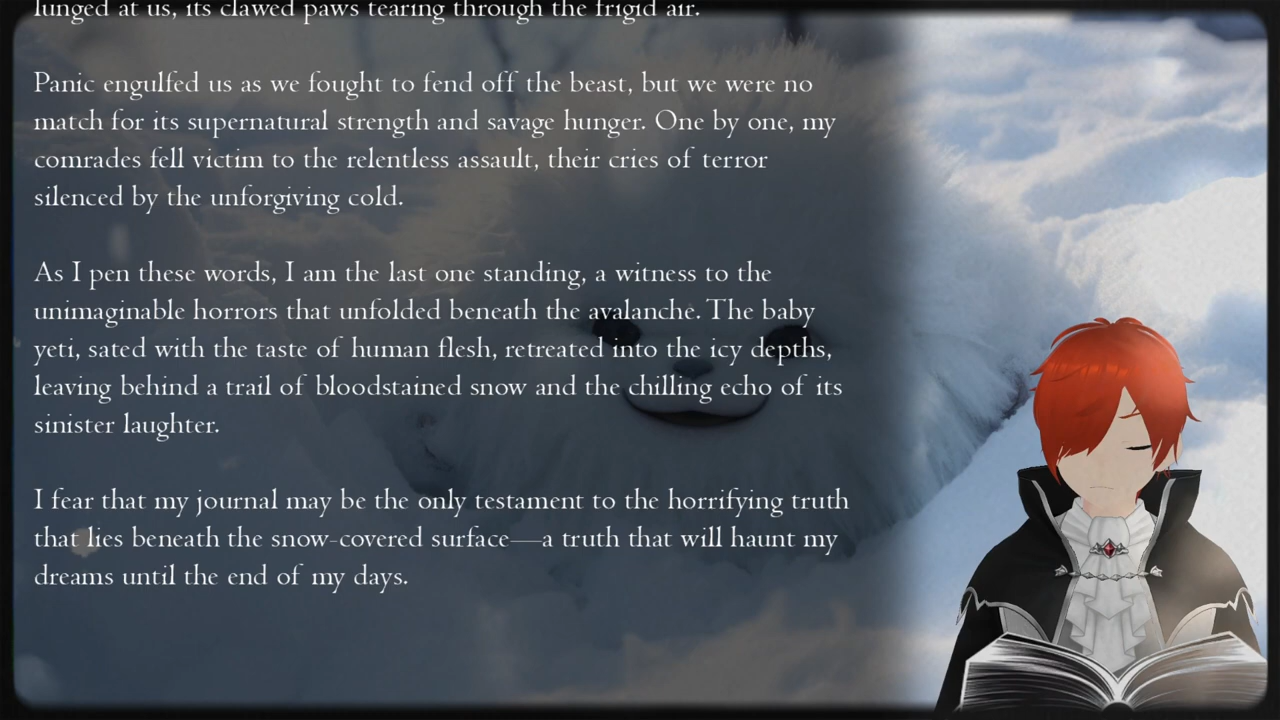 lunged at us, its clawed paws tearing through the frigid air.
Panic engulfed us as we fought to fend off the beast, but we were no
match for its supernatural strength and savage hunger. One by one, my
comrades fell victim to the relentless assault, their cries of terror
silenced by the unforgiving cold.
As I pen these words, I am the last one standing, a witness to the
unimaginable horrors that unfolded beneath the avalanche. The baby
yeti, sated with the taste of human flesh, retreated into the icy depths,
leaving behind a trail of bloodstained snow and the chilling echo of its
sinister laughter.
I fear that my journal may be the only testament to the horrifying truth
that lies beneath the snow-covered surface—a truth that will haunt my
dreams until the end of my days.